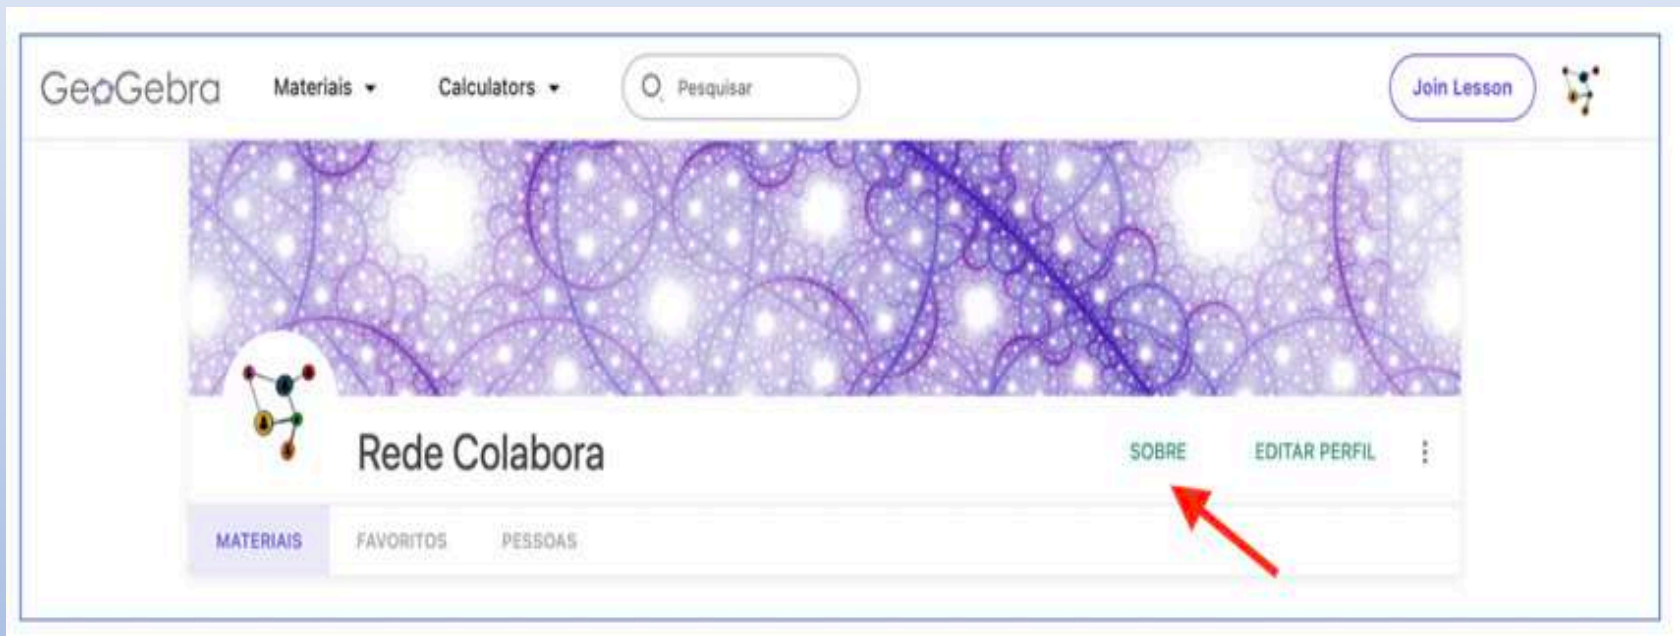 GeoGebra Materiais Calculators Pesquisar Join Lesson
Rede Colabora SOBRE EDITAR PERFIL
MATERIAIS FAVORITOS PESSOAS